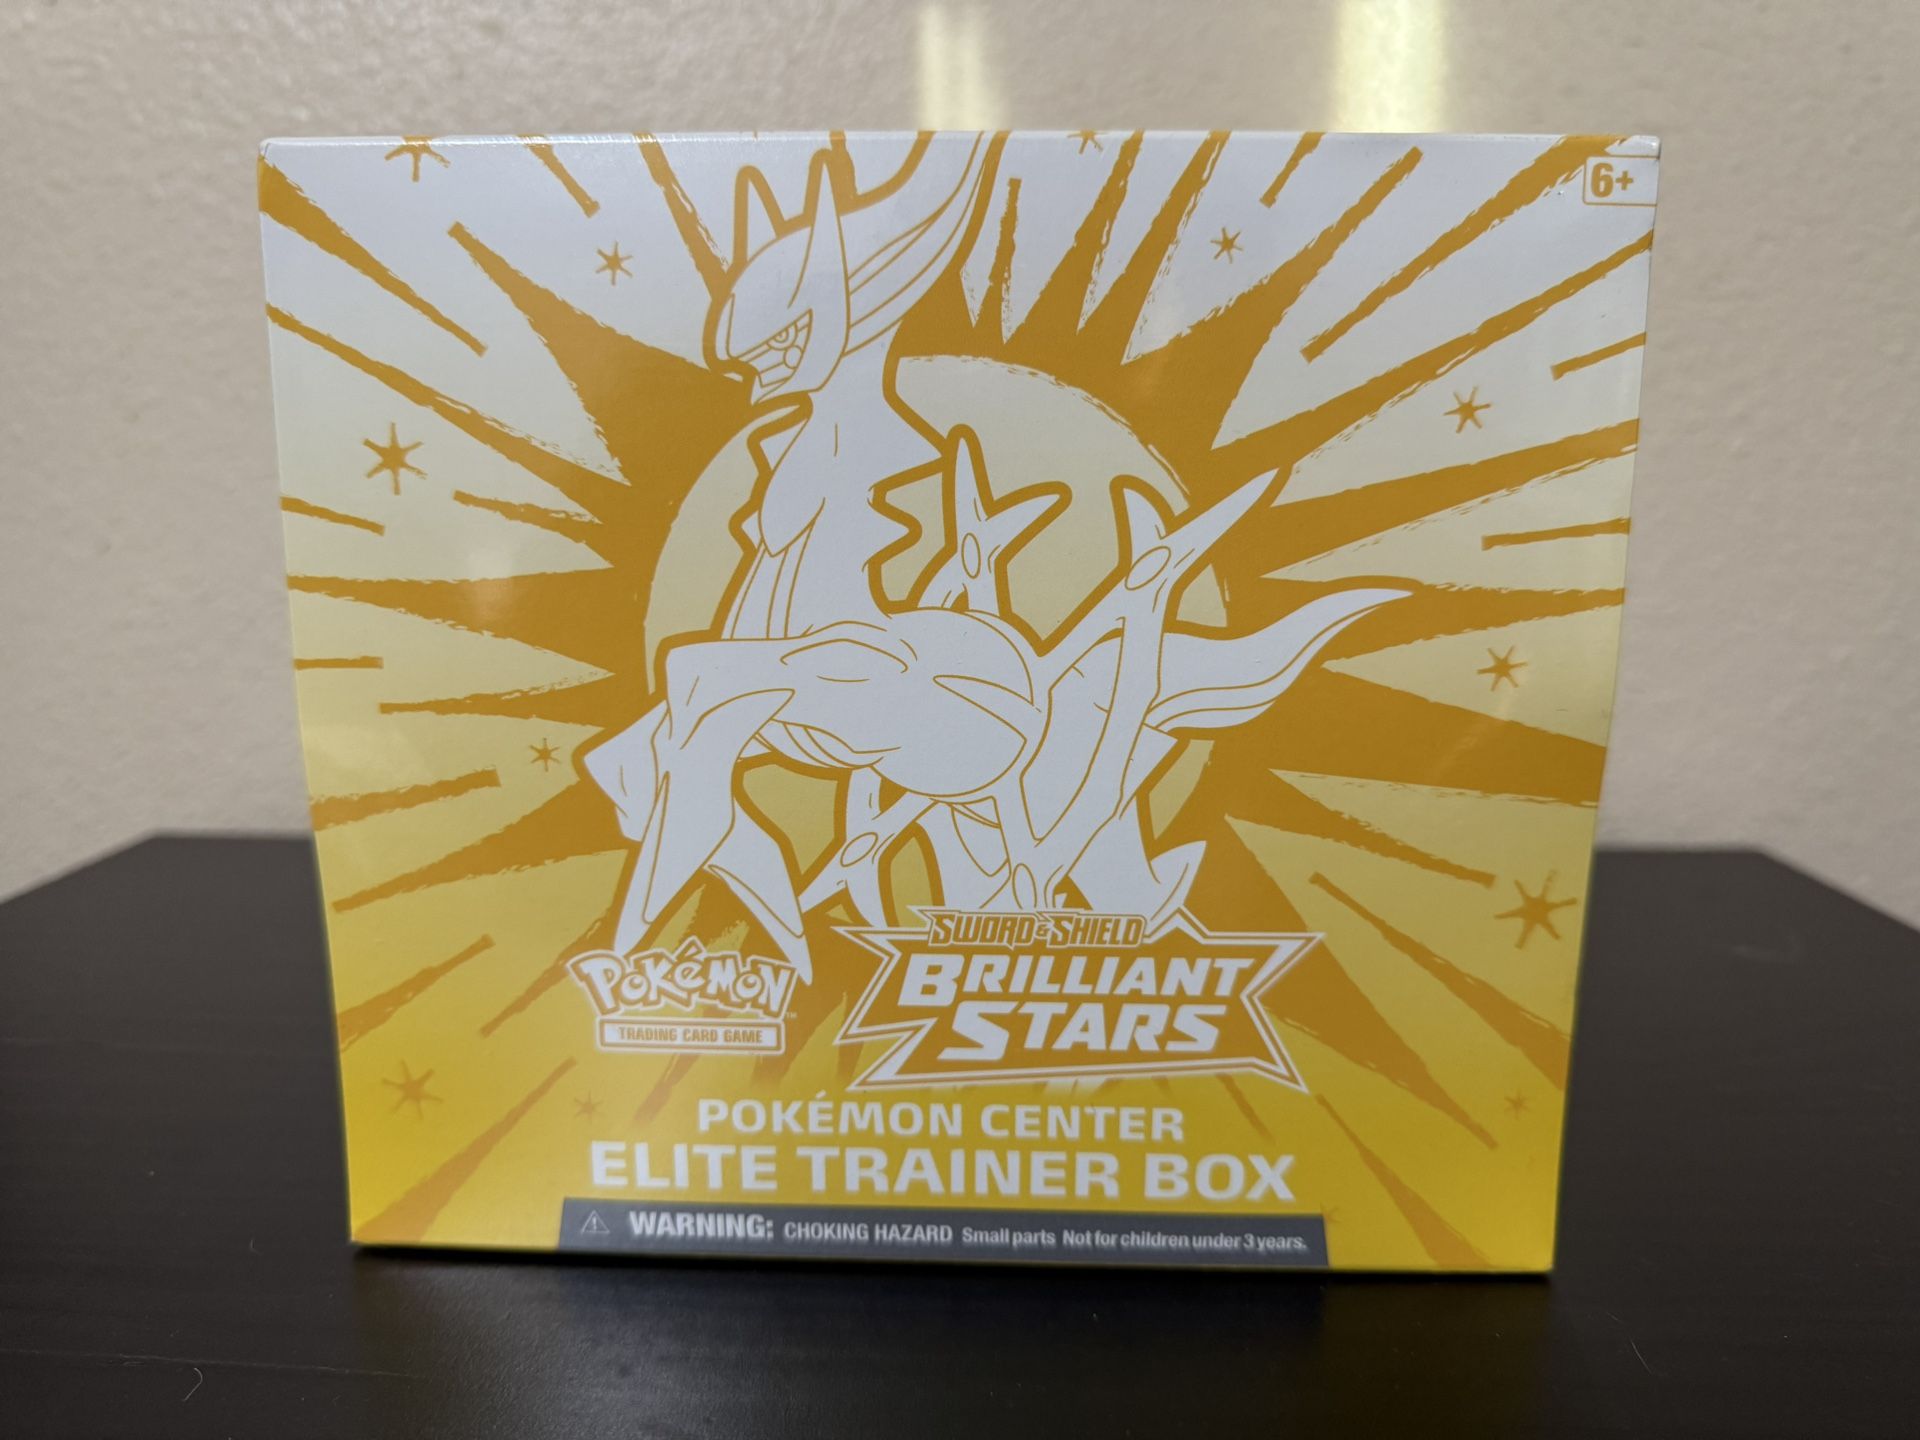 6+
SWORD & SHIELD
POKéMON
TRADING CARD GAME
BRILLIANT
STARS
POKÉMON CENTER
ELITE TRAINER BOX
WARNING: CHOKING HAZARD Small parts Not for children under 3 years.